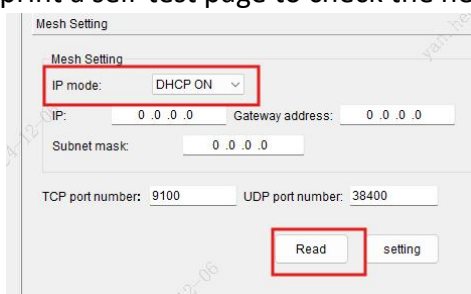 print a self-test page to check the ne
Mesh Setting
Mesh Setting
IP mode: DHCP ON
IP: 0 .0 .0 .0 Gateway address: 0 .0 .0 .0
Subnet mask: 0 .0 .0 .0
TCP port number: 9100 UDP port number: 38400
Read setting